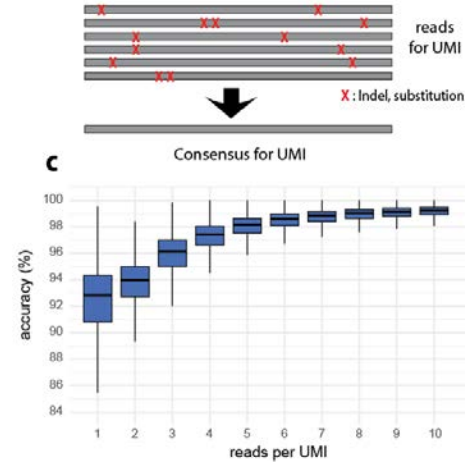 X X
reads
for UMI
X X X
X X
X X
X X
X X
X : Indel, substitution
Consensus for UMI
c
accuracy (%)
100
98
96
94
92
90
88
86
84
1 2 3 4 5 6 7 8 9 10
reads per UMI